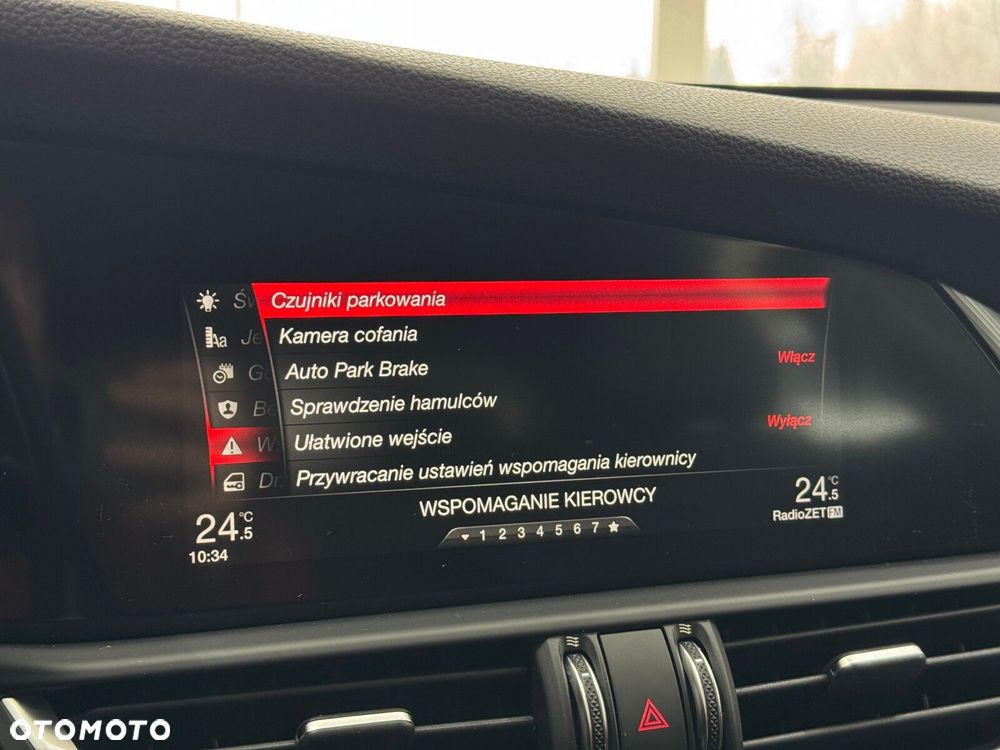 Czujniki parkowania
Kamera cofania
Auto Park Brake
Włącz
Sprawdzenie hamulców
Wyłącz
Ułatwione wejście
Przywracanie ustawień wspomagania kierownicy
Aa
WSPOMAGANIE KIEROWCY
1 2 3 4 5 6 7
24.5°C
10:34
24.5°C
RadioZET FM
OTOMOTO